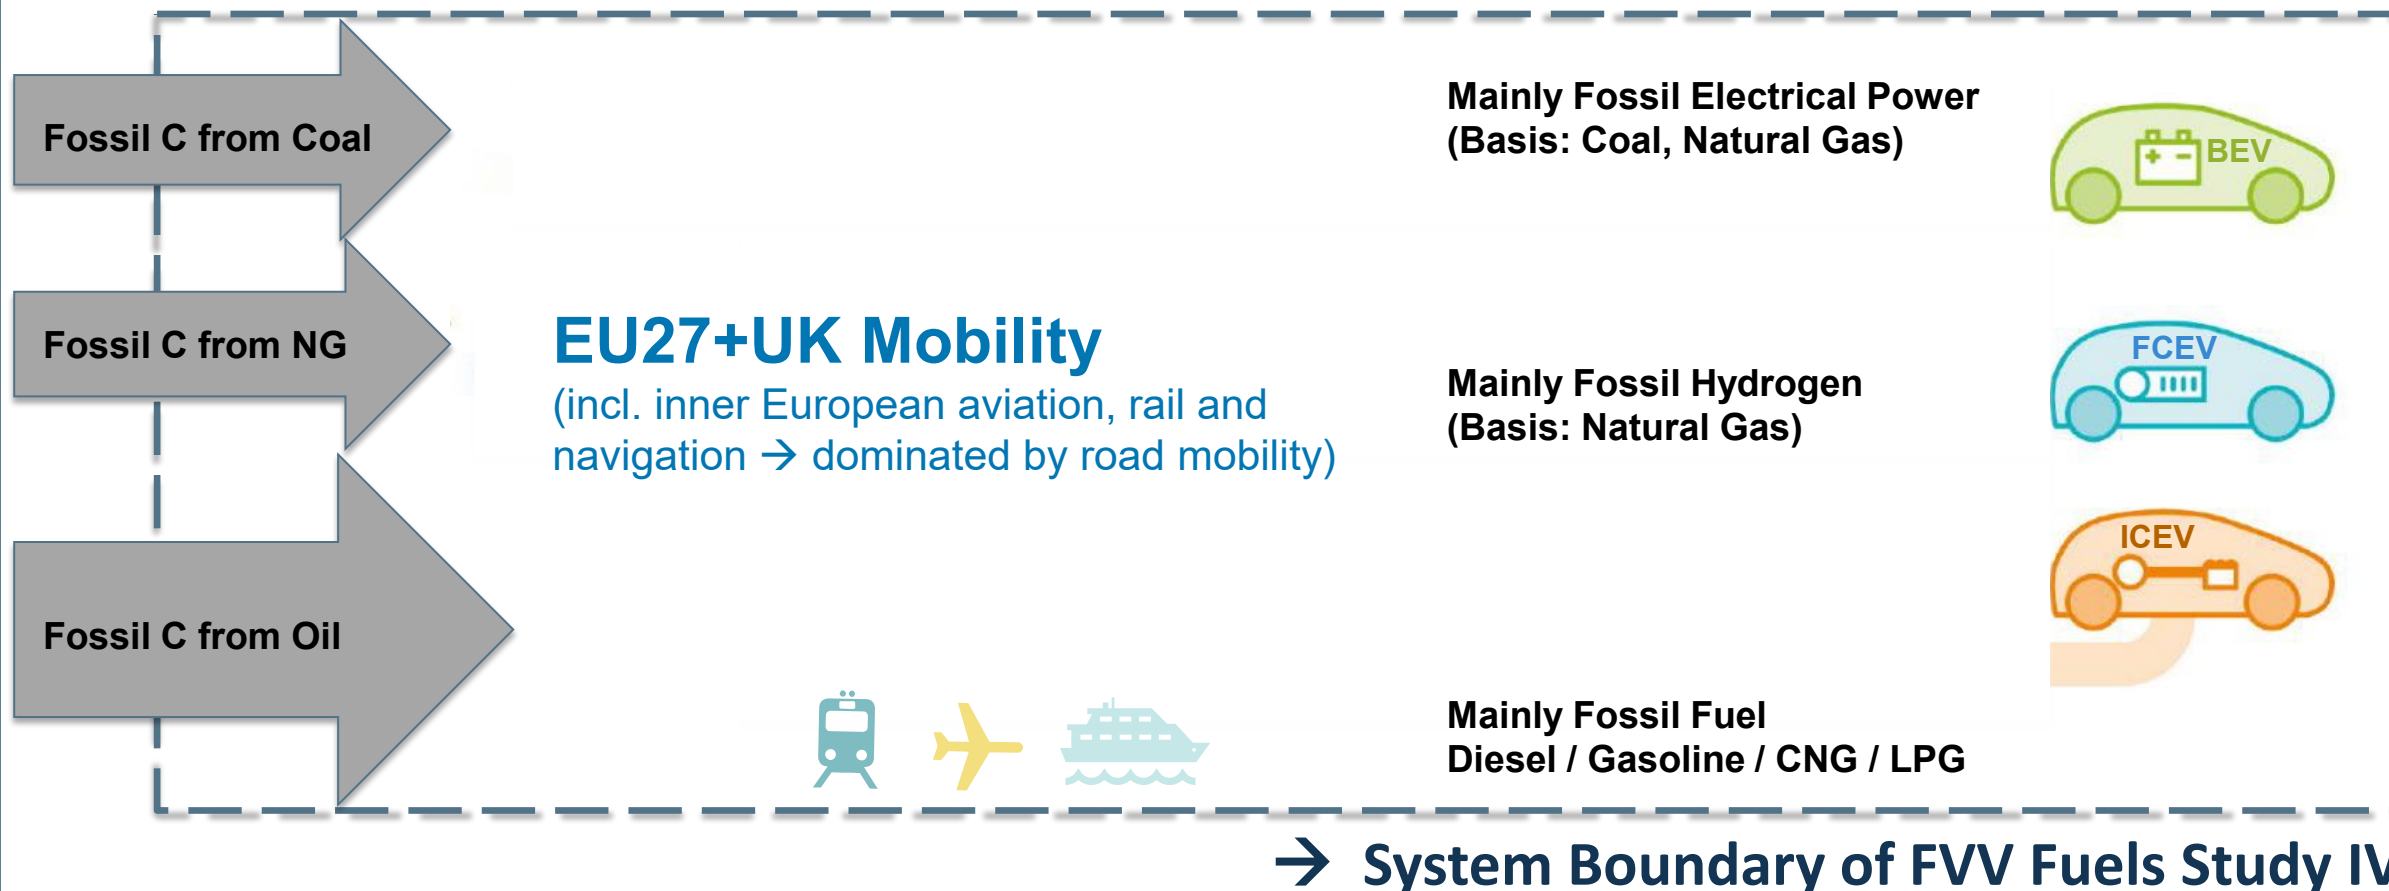 Fossil C from Coal
Fossil C from NG
Fossil C from Oil
EU27+UK Mobility
(incl. inner European aviation, rail and
navigation → dominated by road mobility)
Mainly Fossil Electrical Power
(Basis: Coal, Natural Gas)
BEV
Mainly Fossil Hydrogen
(Basis: Natural Gas)
FCEV
ICEV
Mainly Fossil Fuel
Diesel / Gasoline / CNG / LPG
→ System Boundary of FVV Fuels Study IV